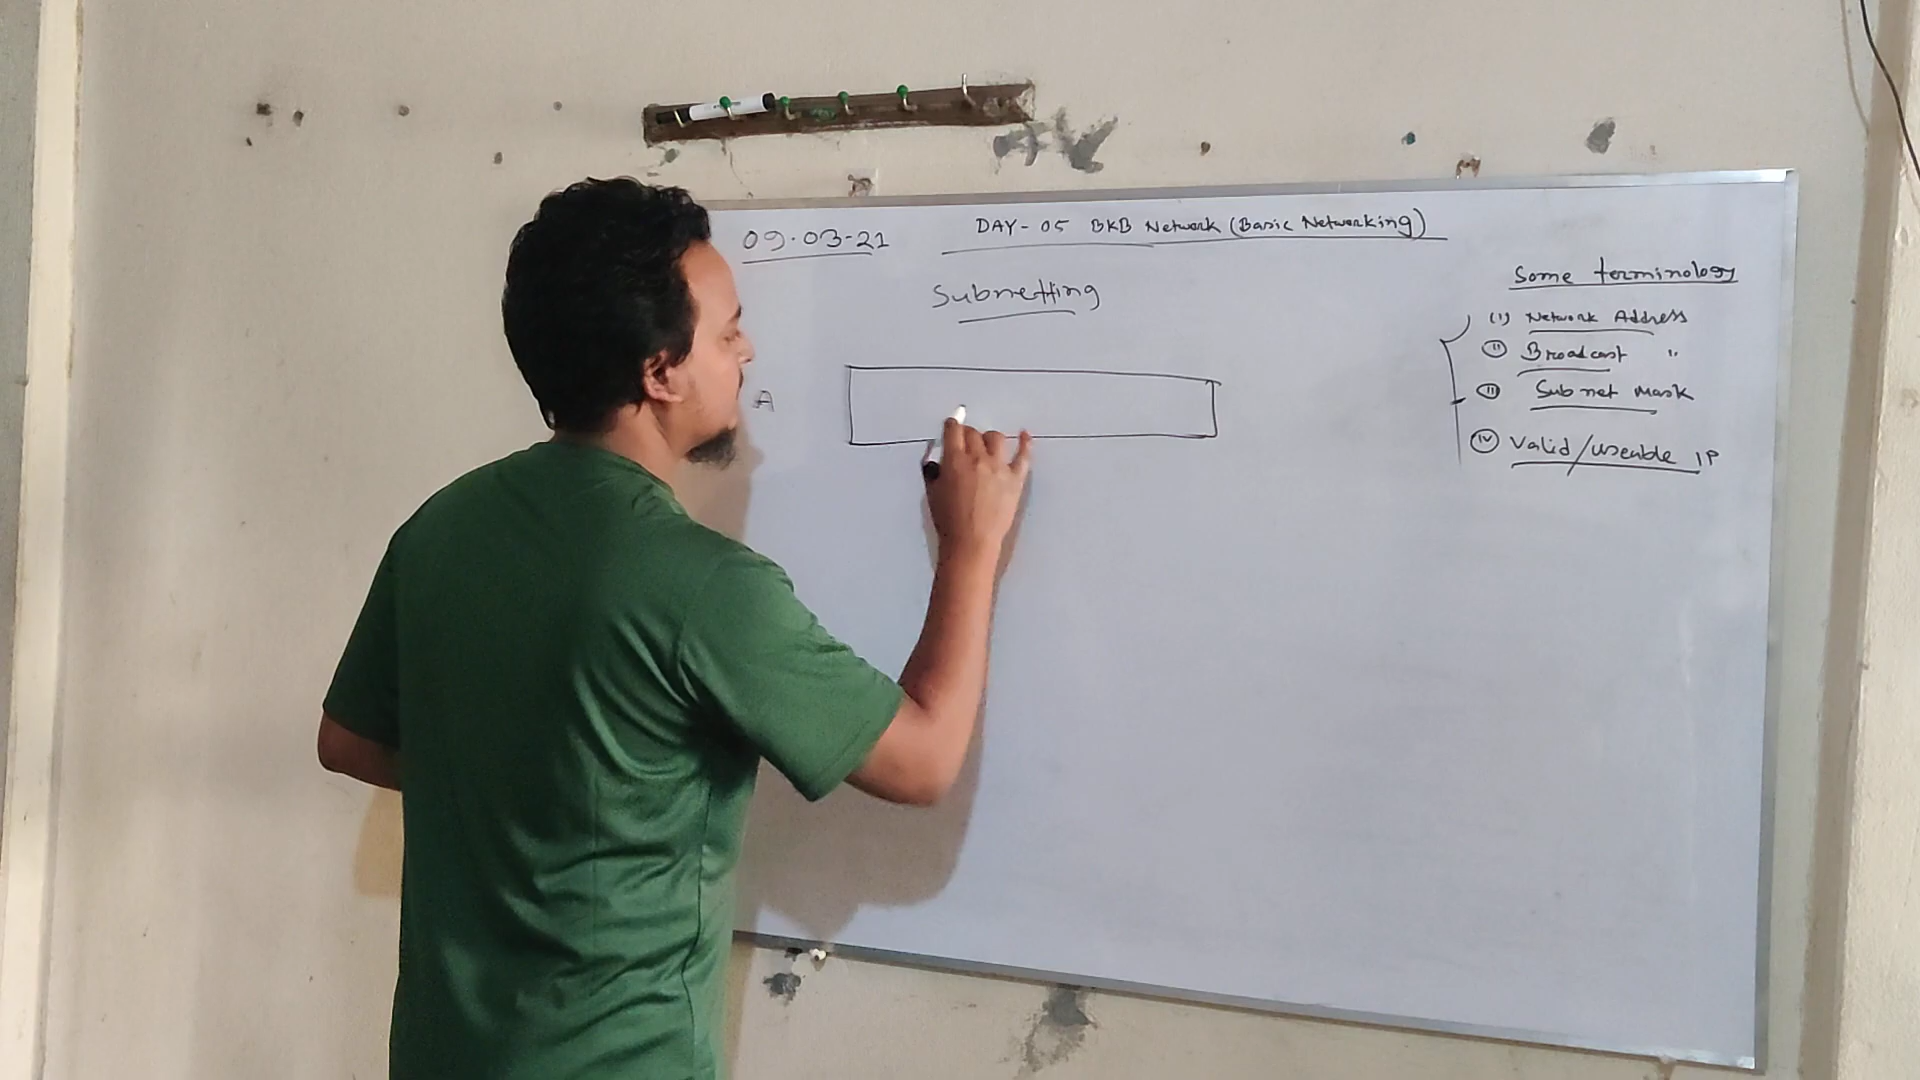 09.03-21
DAY-05 BKB Network (Basic Networking)
Subnetting
A
Some terminology
(i) Network Address
(ii) Broadcast "
(iii) Subnet Mask
(iv) Valid/useable IP